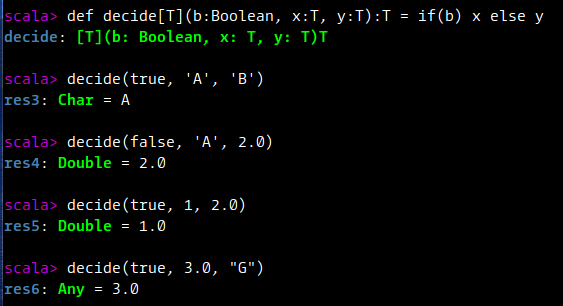 scala> def decide[T](b:Boolean, x:T, y:T):T = if(b) x else y
decide: [T](b: Boolean, x: T, y: T)T
scala> decide(true, 'A', 'B')
res3: Char = A
scala> decide(false, 'A', 2.0)
res4: Double = 2.0
scala> decide(true, 1, 2.0)
res5: Double = 1.0
scala> decide(true, 3.0, "G")
res6: Any = 3.0